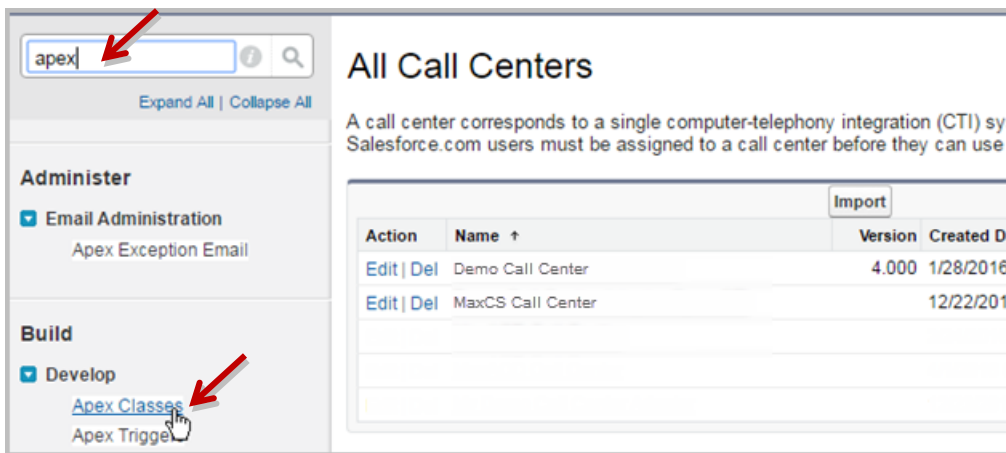 apex
Expand All | Collapse All
Administer
Email Administration
Apex Exception Email
Build
Develop
Apex Classes
Apex Triggers
All Call Centers
A call center corresponds to a single computer-telephony integration (CTI) sy
Salesforce.com users must be assigned to a call center before they can use
Import
Action Name ↑ Version Created D
Edit | Del Demo Call Center 4.000 1/28/2016
Edit | Del MaxCS Call Center 12/22/201